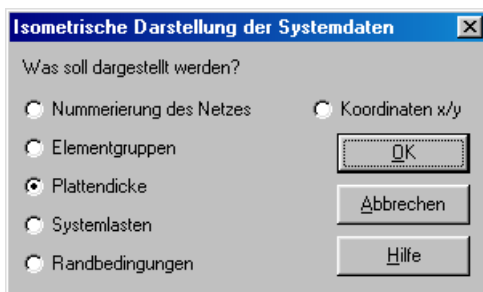 Isometrische Darstellung der Systemdaten
Was soll dargestellt werden?
Nummerierung des Netzes
Koordinaten x/y
Elementgruppen
OK
Plattendicke
Abbrechen
Systemlasten
Hilfe
Randbedingungen